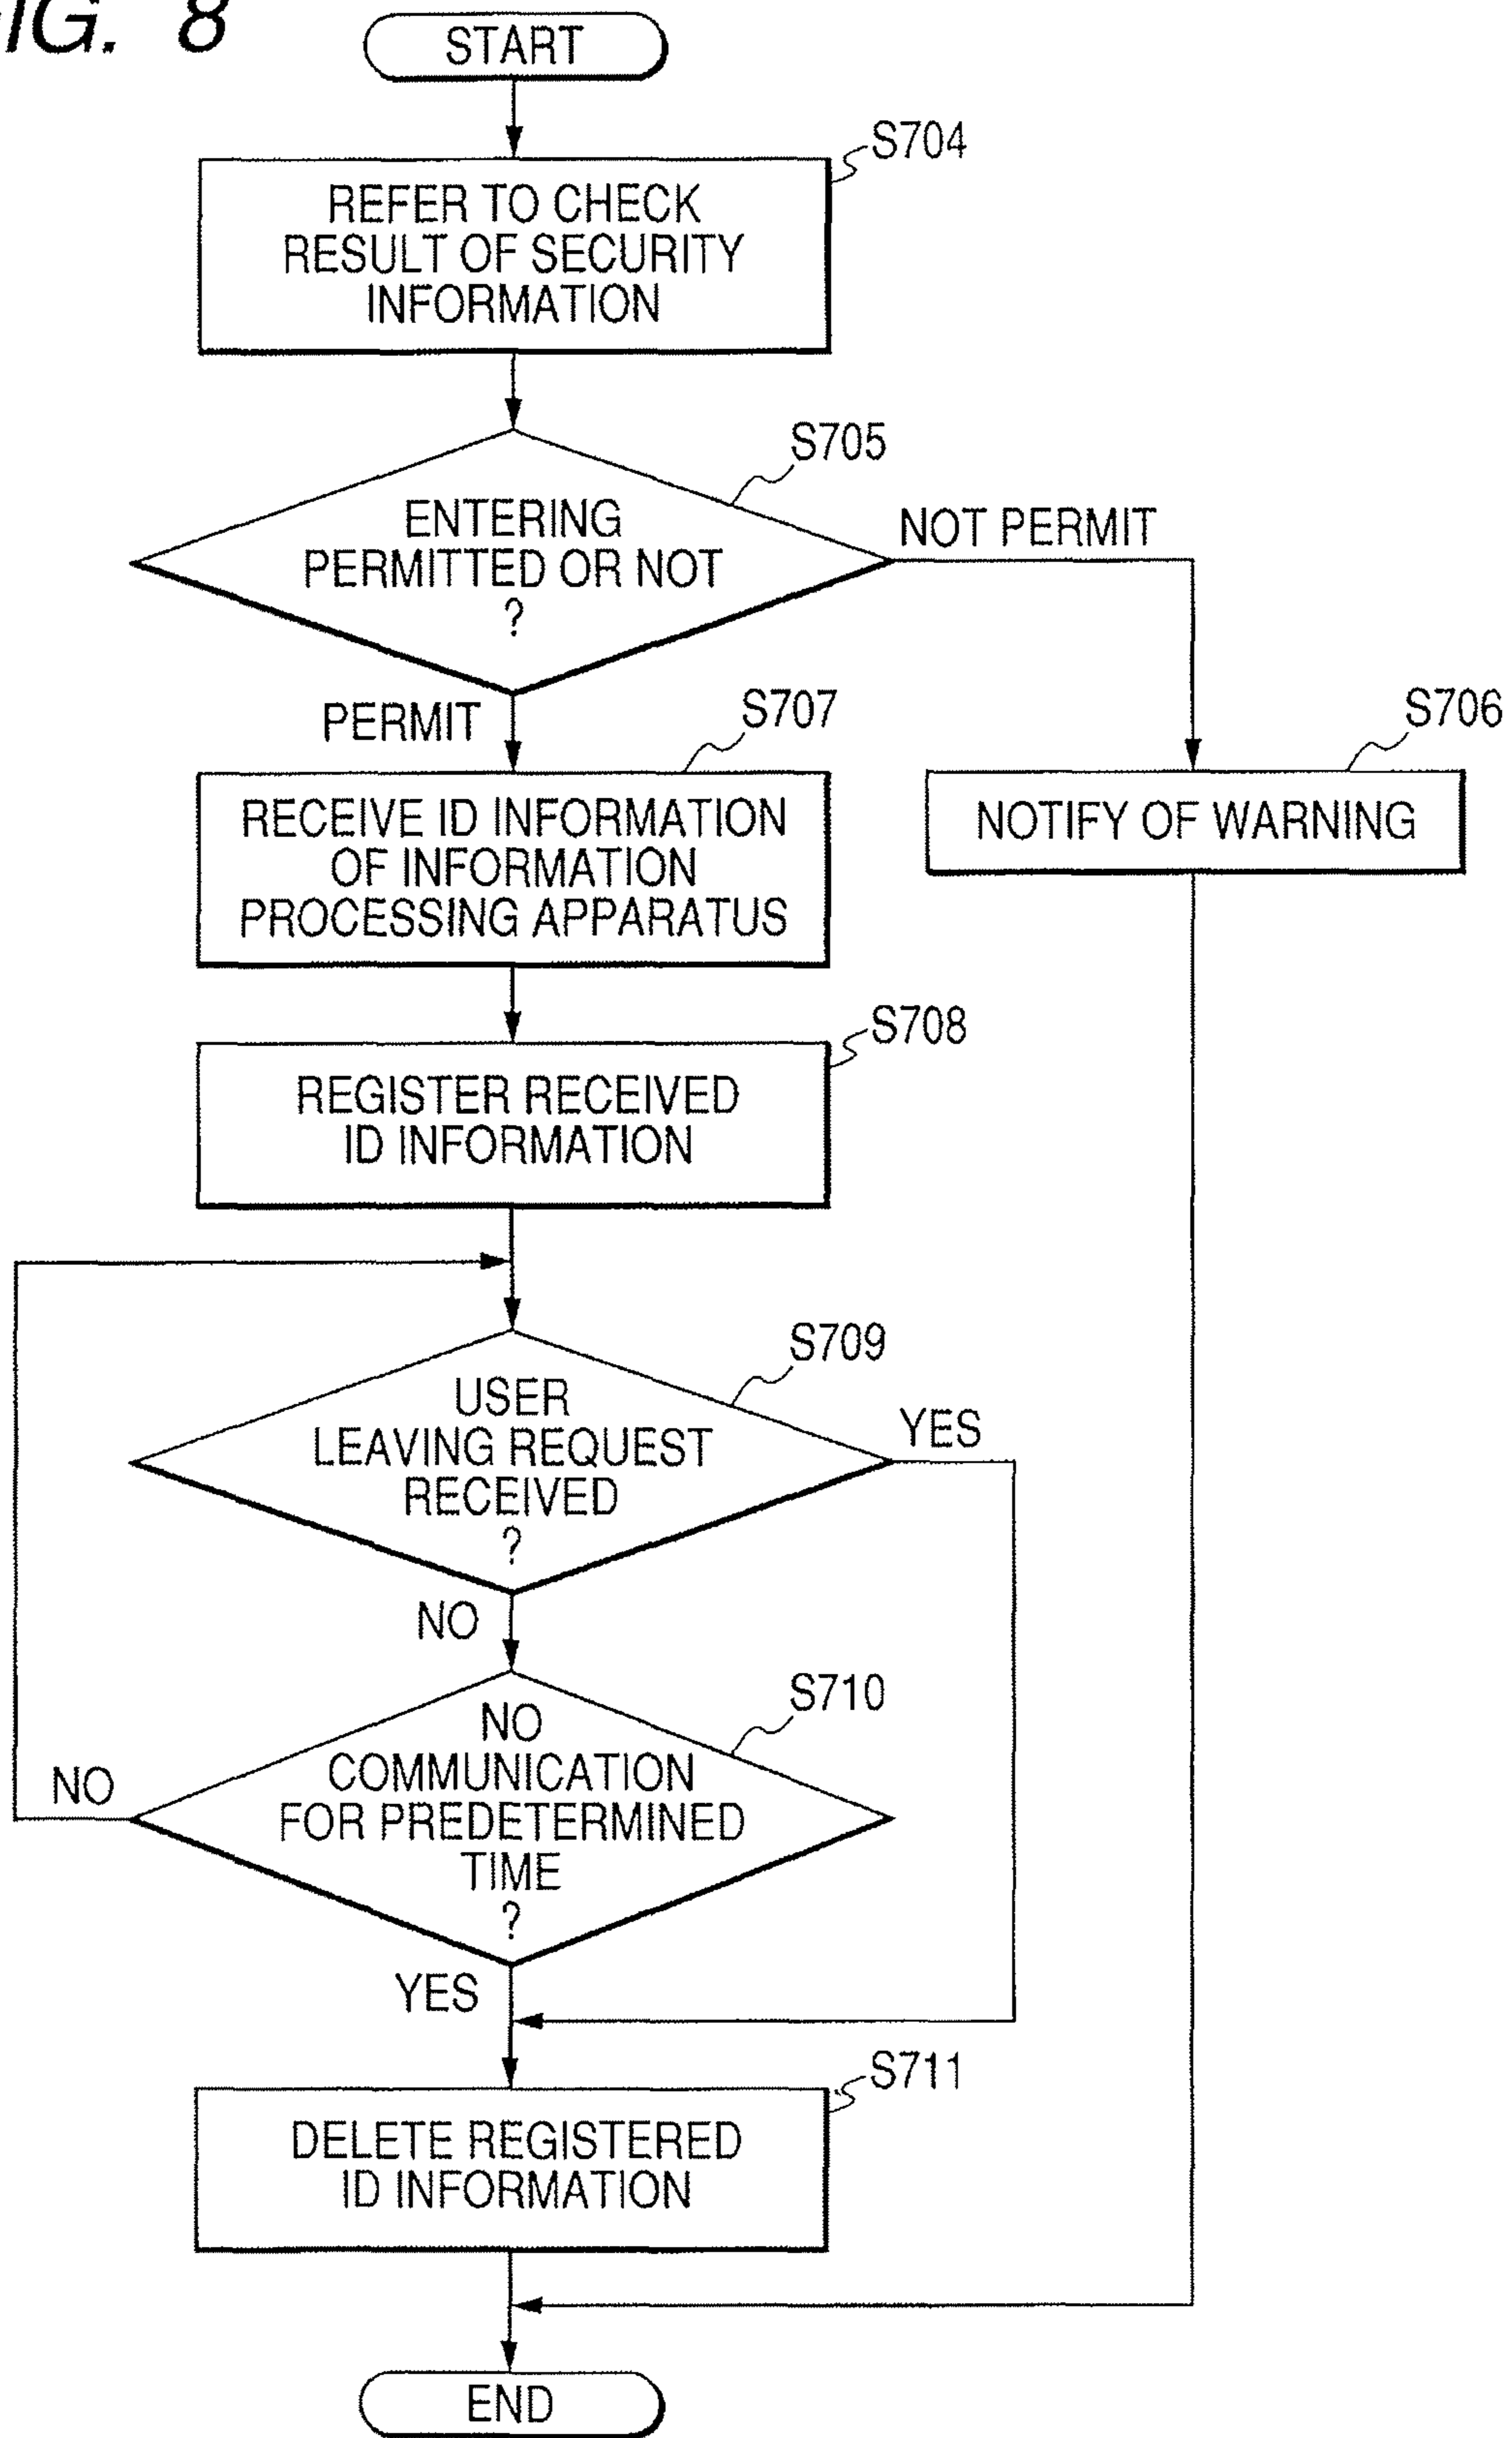 FIG. 8
START
S704
REFER TO CHECK
RESULT OF SECURITY
INFORMATION
S705
ENTERING
PERMITTED OR NOT
?
NOT PERMIT
PERMIT
S707
S706
RECEIVE ID INFORMATION
OF INFORMATION
PROCESSING APPARATUS
NOTIFY OF WARNING
S708
REGISTER RECEIVED
ID INFORMATION
S709
USER
LEAVING REQUEST
RECEIVED
?
YES
NO
S710
NO
COMMUNICATION
FOR PREDETERMINED
TIME
?
NO
YES
S711
DELETE REGISTERED
ID INFORMATION
END